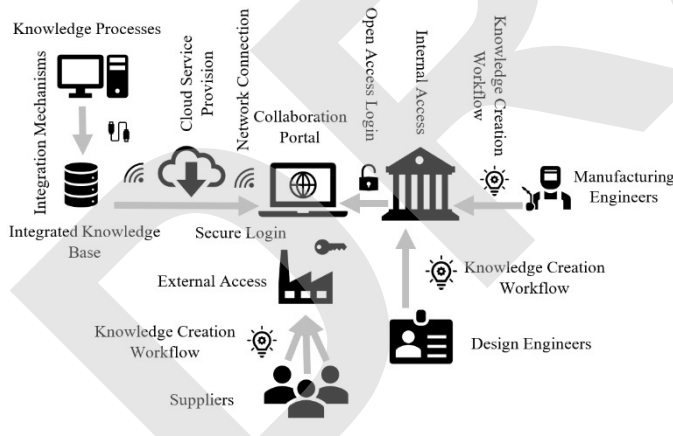 Knowledge Processes
Integration Mechanisms
Cloud Service
Provision
Network Connection
Collaboration
Portal
Open Access Login
Internal Access
Knowledge Creation
Workflow
Manufacturing
Engineers
Integrated Knowledge
Base
Secure Login
External Access
Knowledge Creation
Workflow
Knowledge Creation
Workflow
Design Engineers
Suppliers